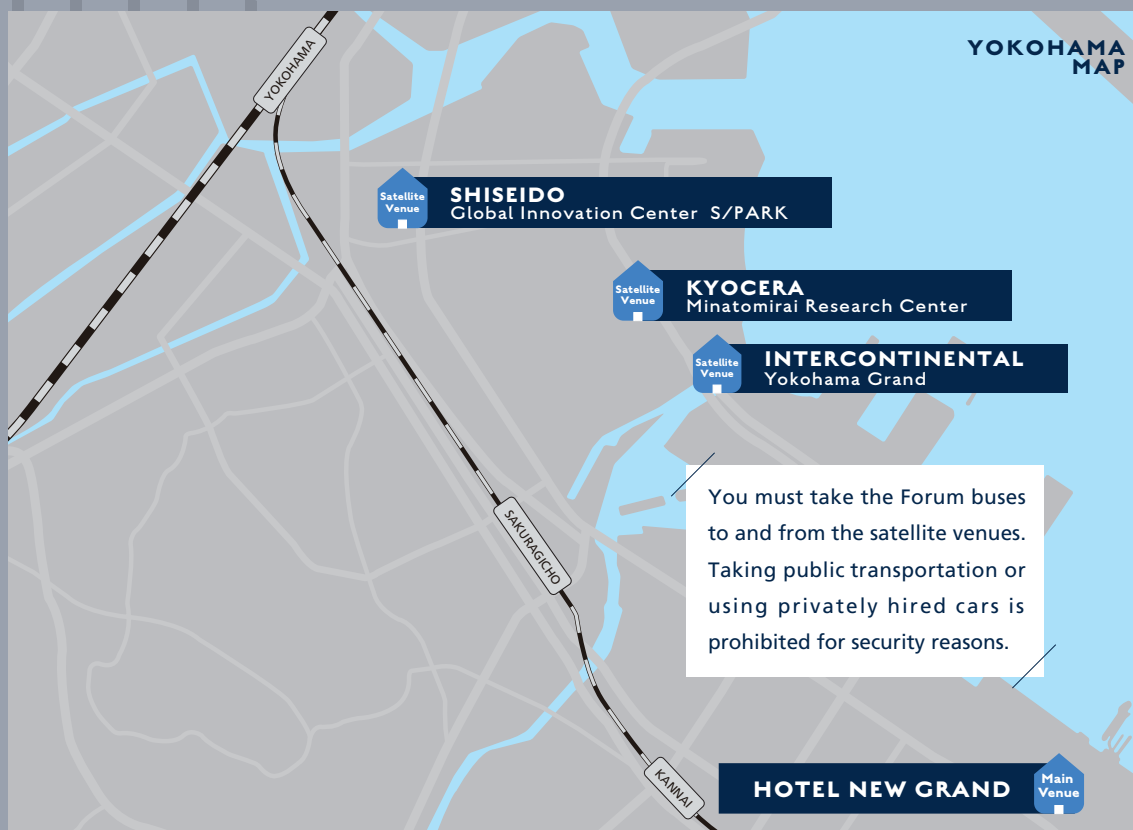 YOKOHAMA
MAP
YOKOHAMA
Satellite
Venue
SHISEIDO
Global Innovation Center S/PARK
Satellite
Venue
KYOCERA
Minatomirai Research Center
Satellite
Venue
INTERCONTINENTAL
Yokohama Grand
You must take the Forum buses
to and from the satellite venues.
Taking public transportation or
using privately hired cars is
prohibited for security reasons.
SAKURAGICHO
KANNAI
HOTEL NEW GRAND
Main
Venue